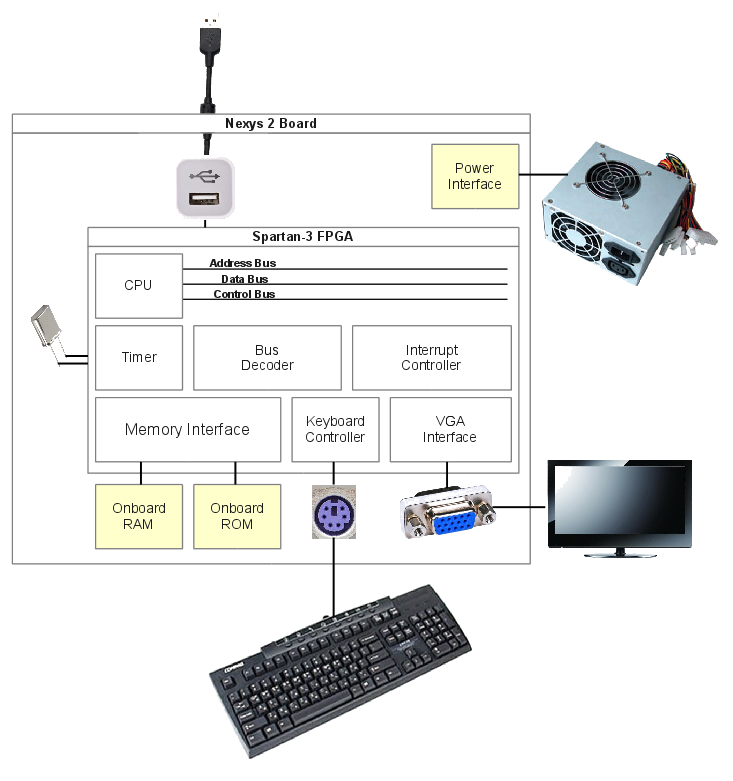 Nexys 2 Board
Power
Interface
Spartan-3 FPGA
CPU
Address Bus
Data Bus
Control Bus
Timer
Bus
Decoder
Interrupt
Controller
Memory Interface
Keyboard
Controller
VGA
Interface
Onboard
RAM
Onboard
ROM